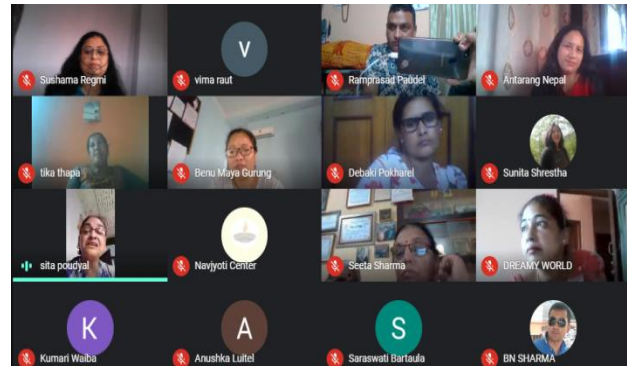 Sushama Regmi
V
vima raut
Ramprasad Paudel
Antarang Nepal
tika thapa
Benu Maya Gurung
Debaki Pokharel
Sunita Shrestha
sita poudyal
Navjyoti Center
Seeta Sharma
DREAMY WORLD
K
Kumari Waiba
A
Anushka Luitel
S
Saraswati Bartaula
BN SHARMA